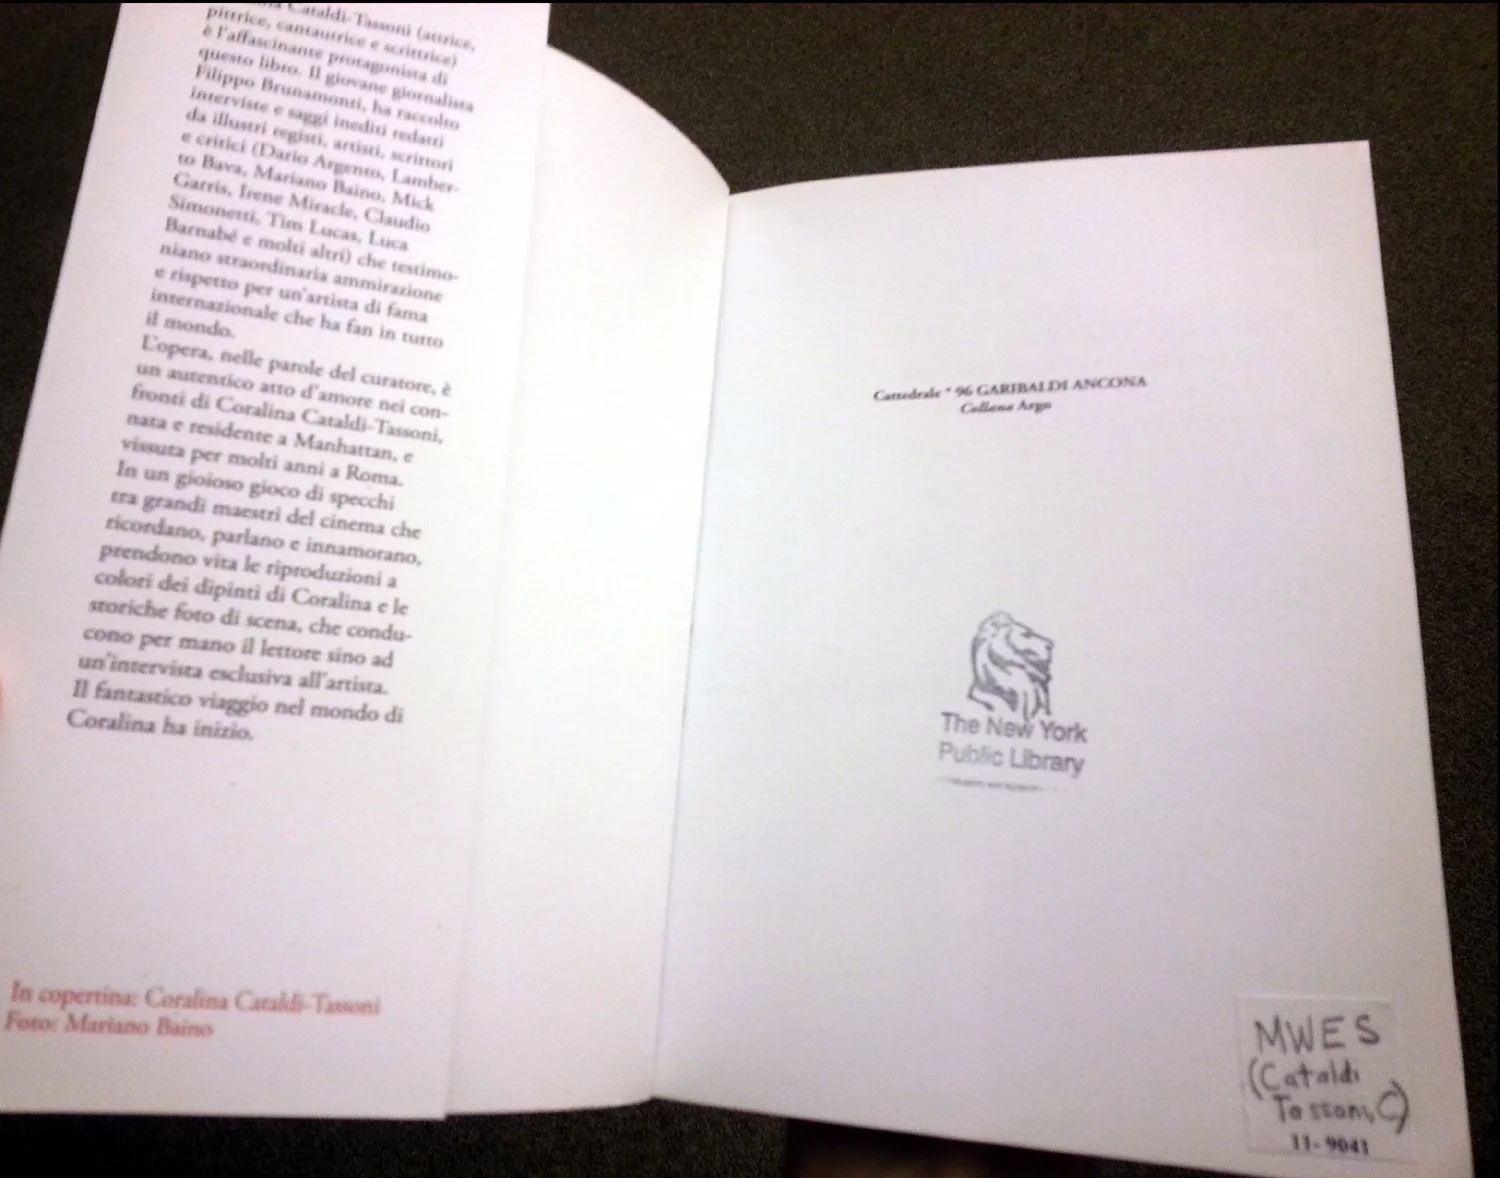 Cataldi-Tassoni (attrice,
pittrice, cantautrice e scrittrice)
è l'affascinante protagonista di
questo libro. Il giovane giornalista
Filippo Brunamonti, ha raccolto
interviste e saggi inediti redatti
da illustri registi, artisti, scrittori
e critici (Dario Argento, Lamber-
to Bava, Mariano Baino, Mick
Garris, Irene Miracle, Claudio
Simonetti, Tim Lucas, Luca
Barnabé e molti altri) che testimo-
niano straordinaria ammirazione
e rispetto per un'artista di fama
internazionale che ha fan in tutto
il mondo.
L'opera, nelle parole del curatore, è
un autentico atto d'amore nei con-
fronti di Coralina Cataldi-Tassoni,
nata e residente a Manhattan, e
vissuta per molti anni a Roma.
In un gioioso gioco di specchi
tra grandi maestri del cinema che
ricordano, parlano e innamorano,
prendono vita le riproduzioni a
colori dei dipinti di Coralina e le
storiche foto di scena, che condu-
cono per mano il lettore sino ad
un'intervista esclusiva all'artista.
Il fantastico viaggio nel mondo di
Coralina ha inizio.
In copertina: Coralina Cataldi-Tassoni
Foto: Mariano Baino
Cattedrale * 96 GARIBALDI ANCONA
Collana Argo
The New York
Public Library
MWES
(Cataldi
Tassoni, C)
11-9041